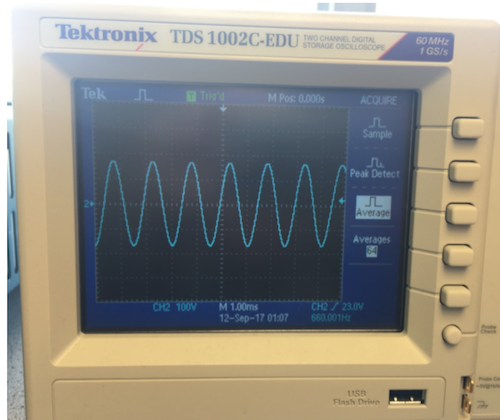 Tektronix TDS 1002C-EDU TWO CHANNEL DIGITAL STORAGE OSCILLOSCOPE
60 MHz
1 GS/s
Tek T Trig'd M Pos: 0.000s ACQUIRE
Sample
Peak Detect
Average
Averages
64
2
CH2 100V M 1.00ms CH2 / 23.0V
12-Sep-17 01:07 660.001Hz
USB
Flash Drive